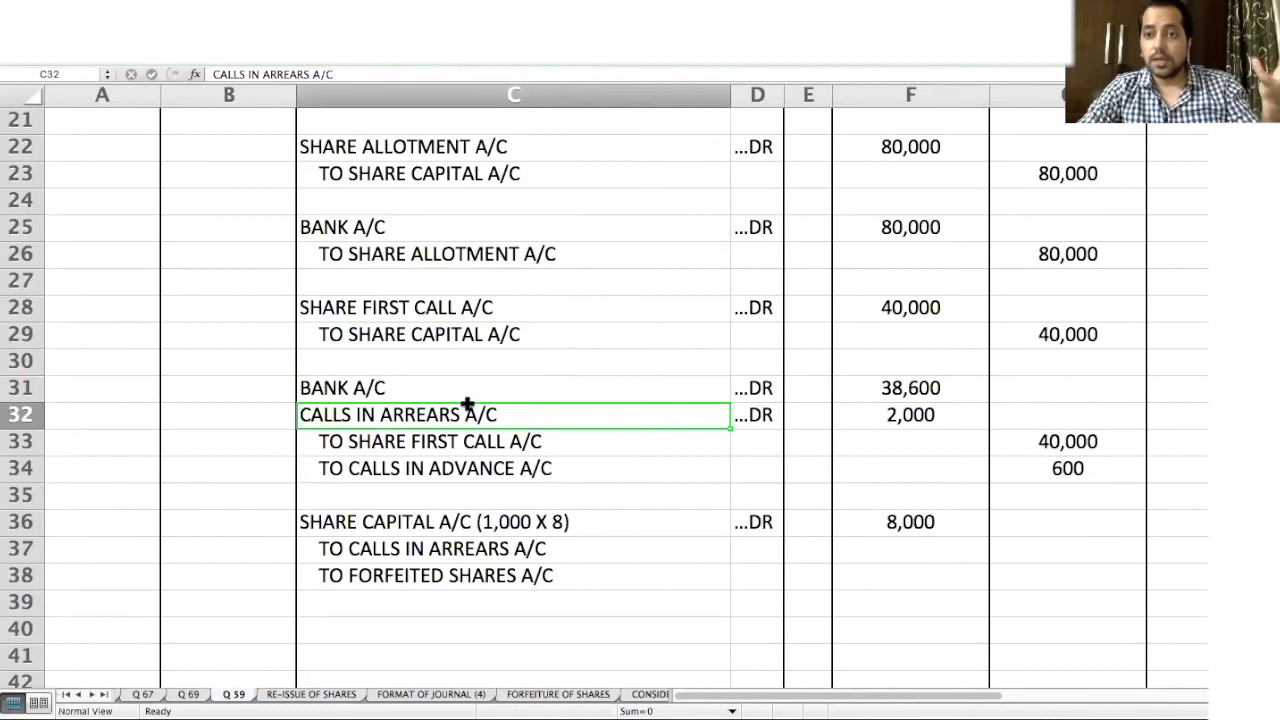 C32 fx CALLS IN ARREARS A/C
A B C D E F
21
22 SHARE ALLOTMENT A/C ...DR 80,000
23 TO SHARE CAPITAL A/C 80,000
24
25 BANK A/C ...DR 80,000
26 TO SHARE ALLOTMENT A/C 80,000
27
28 SHARE FIRST CALL A/C ...DR 40,000
29 TO SHARE CAPITAL A/C 40,000
30
31 BANK A/C ...DR 38,600
32 CALLS IN ARREARS A/C ...DR 2,000
33 TO SHARE FIRST CALL A/C 40,000
34 TO CALLS IN ADVANCE A/C 600
35
36 SHARE CAPITAL A/C (1,000 X 8) ...DR 8,000
37 TO CALLS IN ARREARS A/C
38 TO FORFEITED SHARES A/C
39
40
41
42
Q 67 Q 69 Q 59 RE-ISSUE OF SHARES FORMAT OF JOURNAL (4) FORFEITURE OF SHARES CONSIDE
Normal View Ready Sum=0